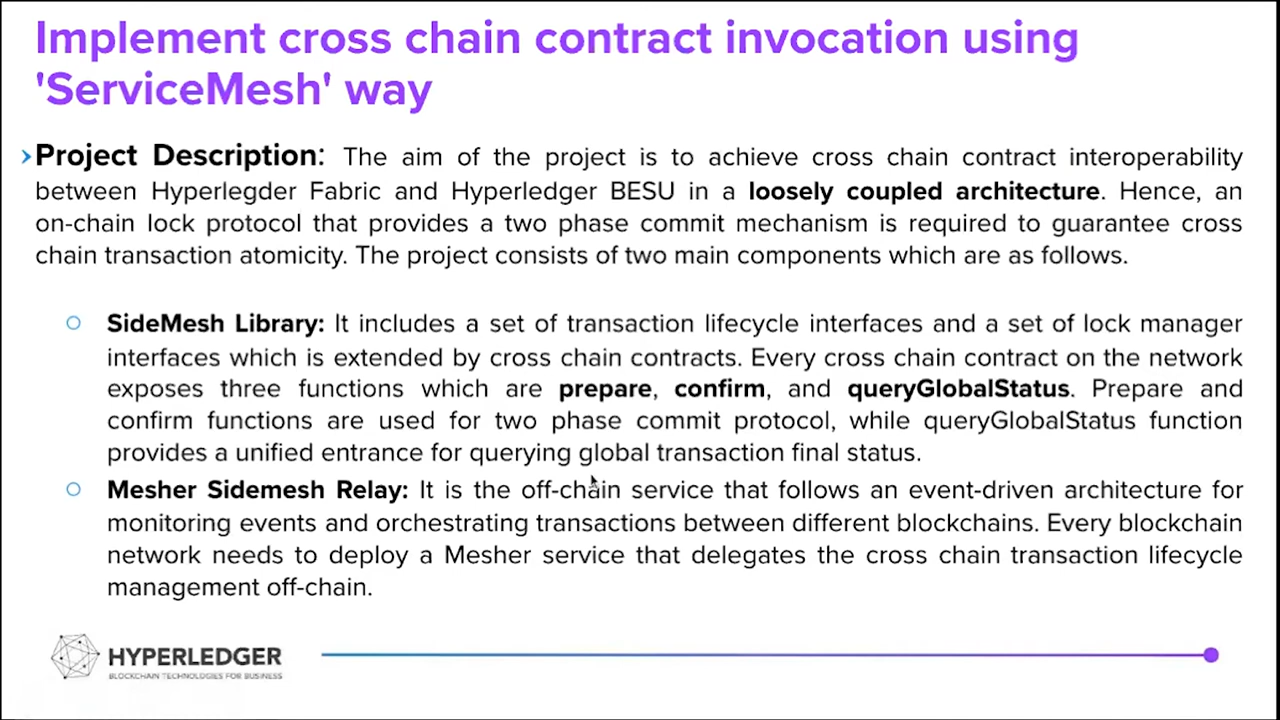 Implement cross chain contract invocation using
'ServiceMesh' way
›Project Description: The aim of the project is to achieve cross chain contract interoperability
between Hyperlegder Fabric and Hyperledger BESU in a loosely coupled architecture. Hence, an
on-chain lock protocol that provides a two phase commit mechanism is required to guarantee cross
chain transaction atomicity. The project consists of two main components which are as follows.
○ SideMesh Library: It includes a set of transaction lifecycle interfaces and a set of lock manager
interfaces which is extended by cross chain contracts. Every cross chain contract on the network
exposes three functions which are prepare, confirm, and queryGlobalStatus. Prepare and
confirm functions are used for two phase commit protocol, while queryGlobalStatus function
provides a unified entrance for querying global transaction final status.
○ Mesher Sidemesh Relay: It is the off-chain service that follows an event-driven architecture for
monitoring events and orchestrating transactions between different blockchains. Every blockchain
network needs to deploy a Mesher service that delegates the cross chain transaction lifecycle
management off-chain.
HYPERLEDGER
BLOCKCHAIN TECHNOLOGIES FOR BUSINESS